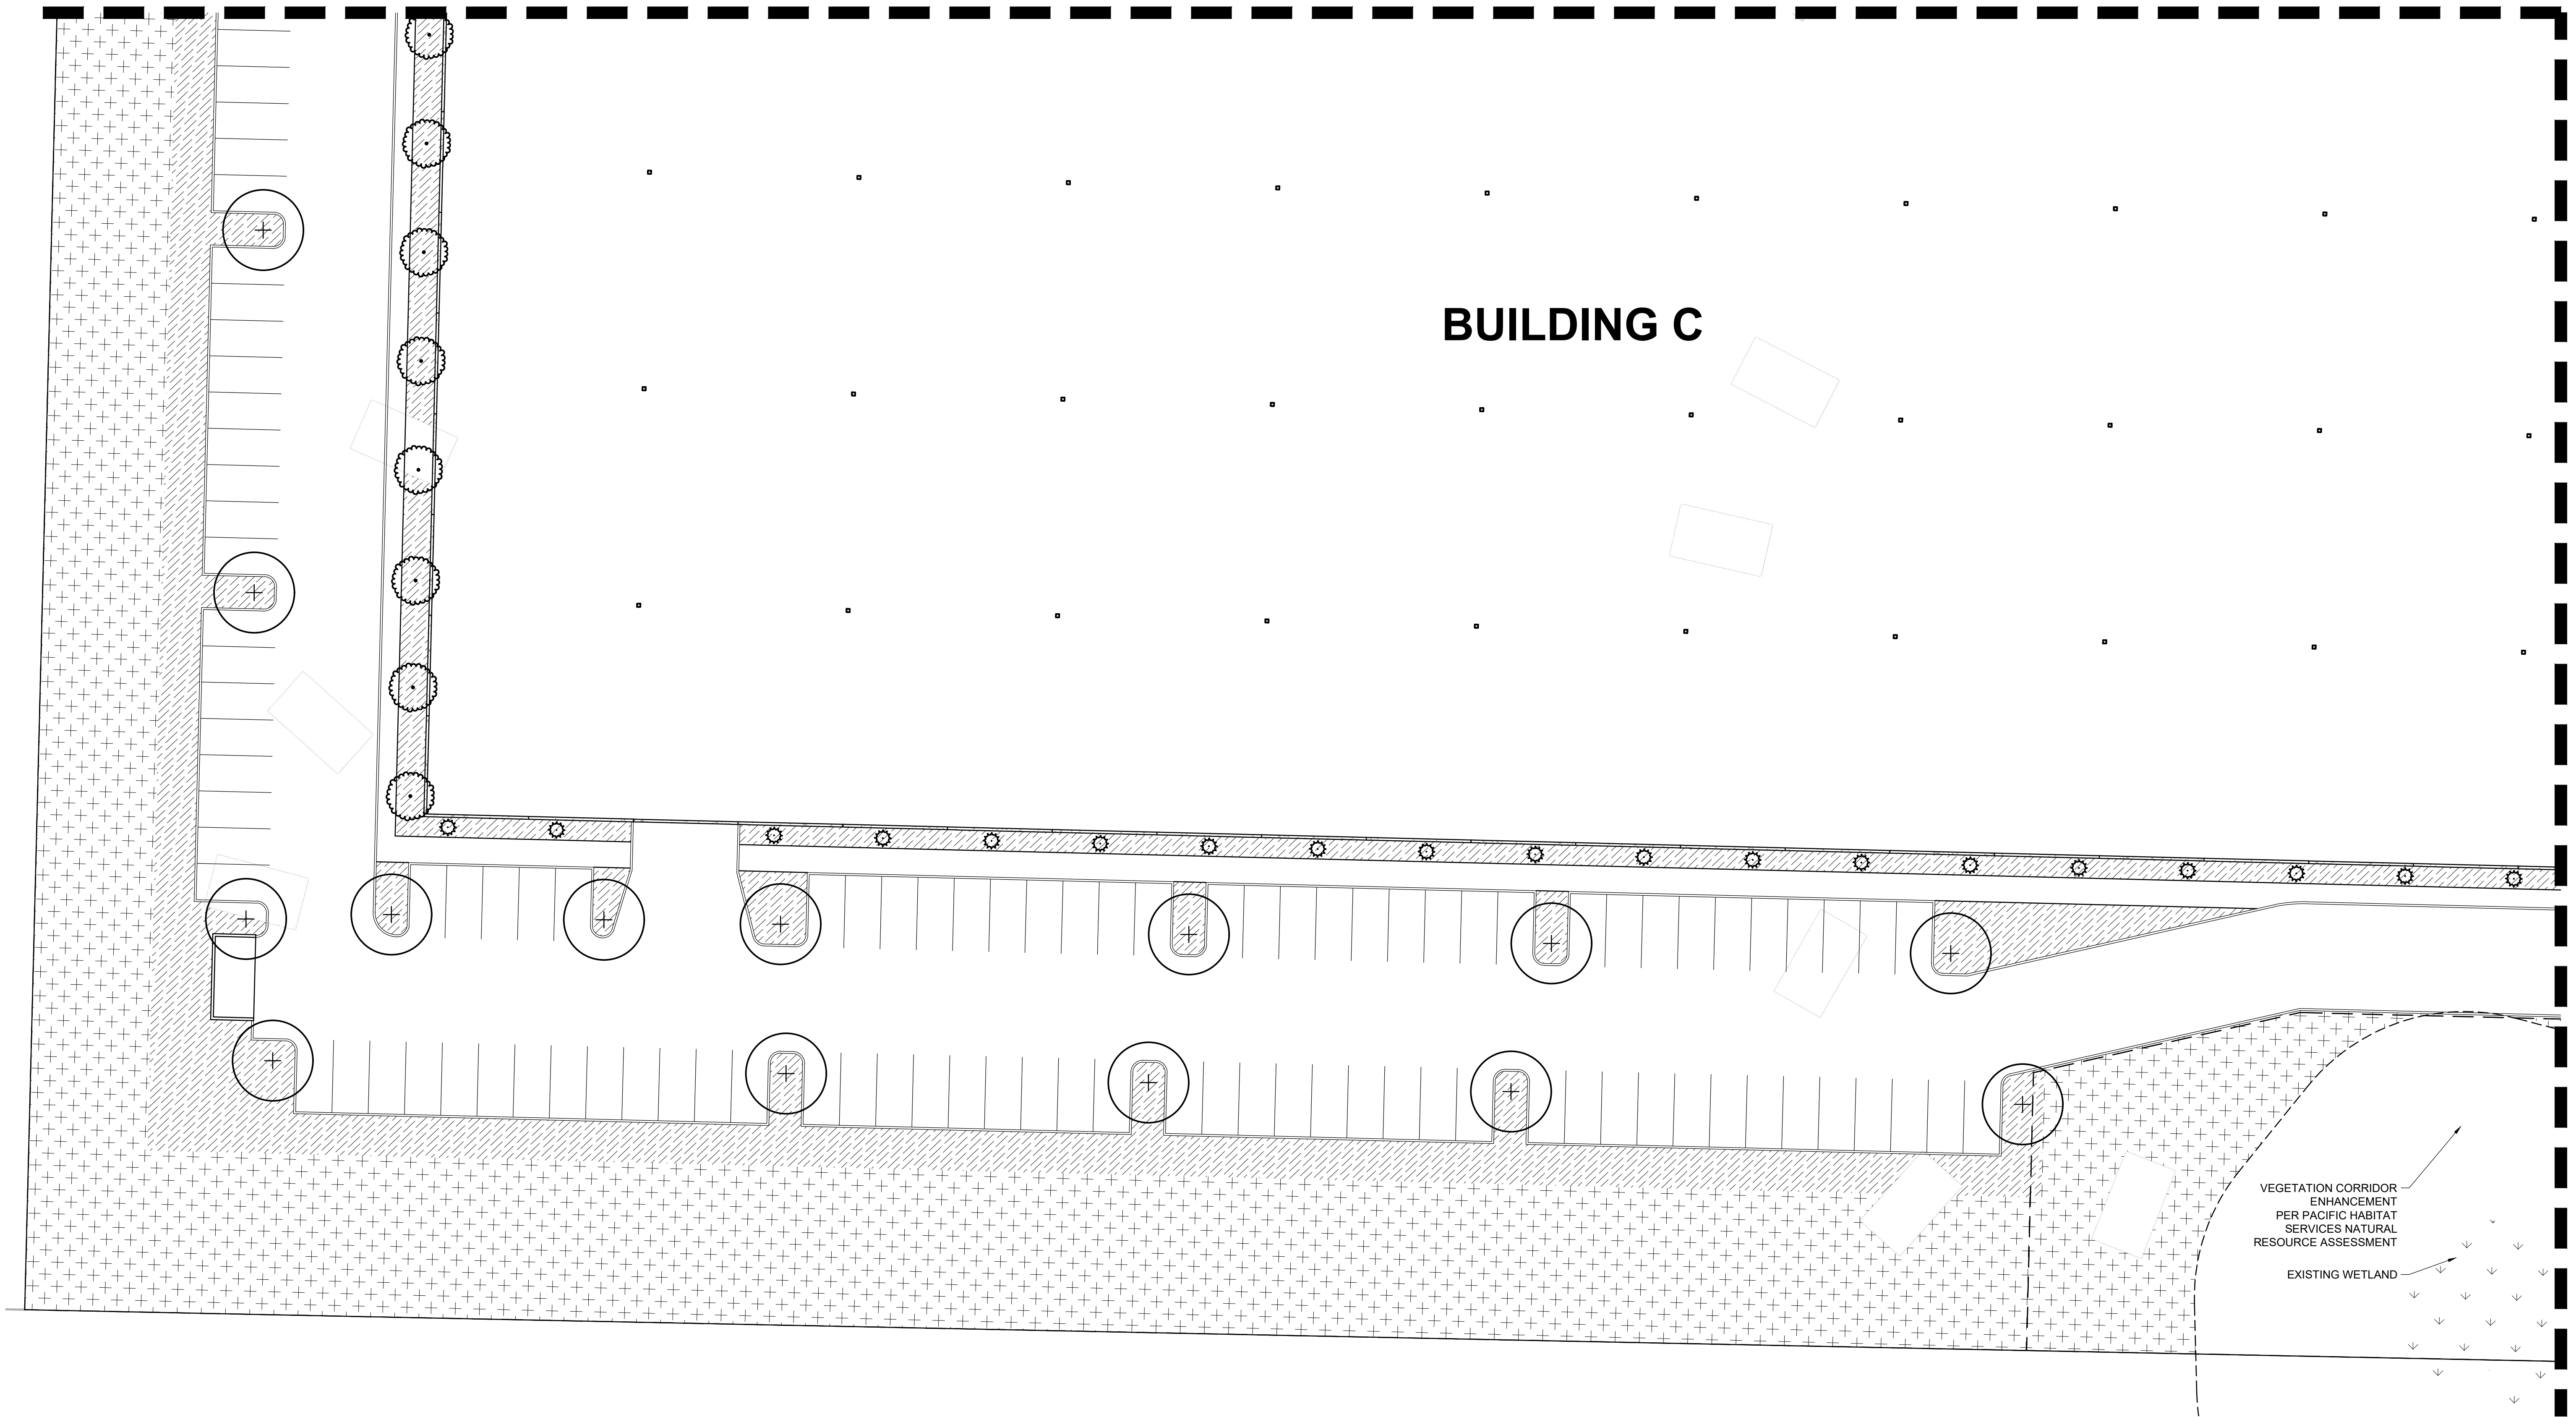 BUILDING C
VEGETATION CORRIDOR
ENHANCEMENT
PER PACIFIC HABITAT
SERVICES NATURAL
RESOURCE ASSESSMENT
EXISTING WETLAND